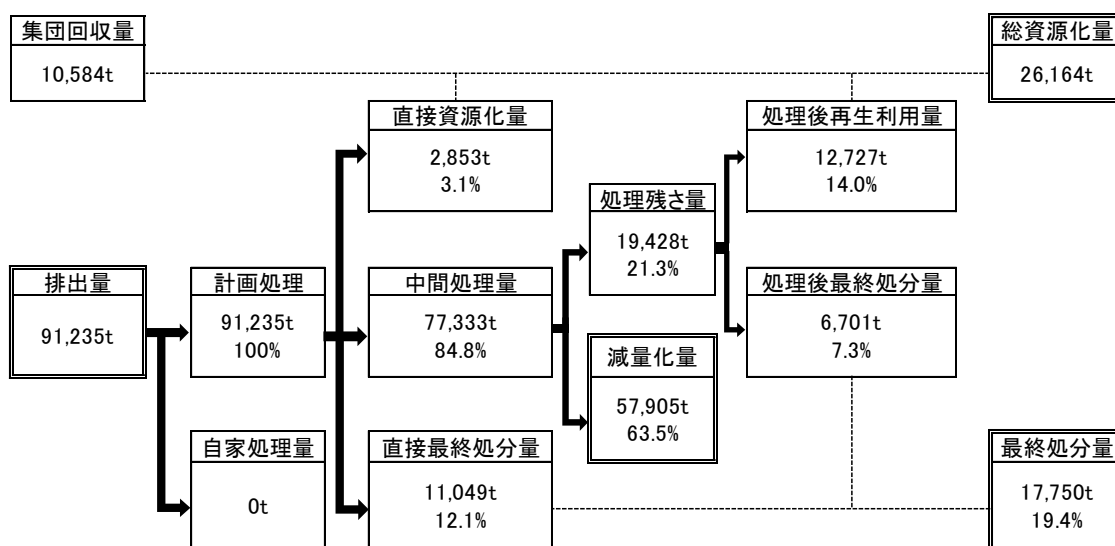 集団回収量
10,584t
総資源化量
26,164t
直接資源化量
2,853t
3.1%
処理後再生利用量
12,727t
14.0%
処理残さ量
19,428t
21.3%
排出量
91,235t
計画処理
91,235t
100%
中間処理量
77,333t
84.8%
処理後最終処分量
6,701t
7.3%
減量化量
57,905t
63.5%
自家処理量
0t
直接最終処分量
11,049t
12.1%
最終処分量
17,750t
19.4%